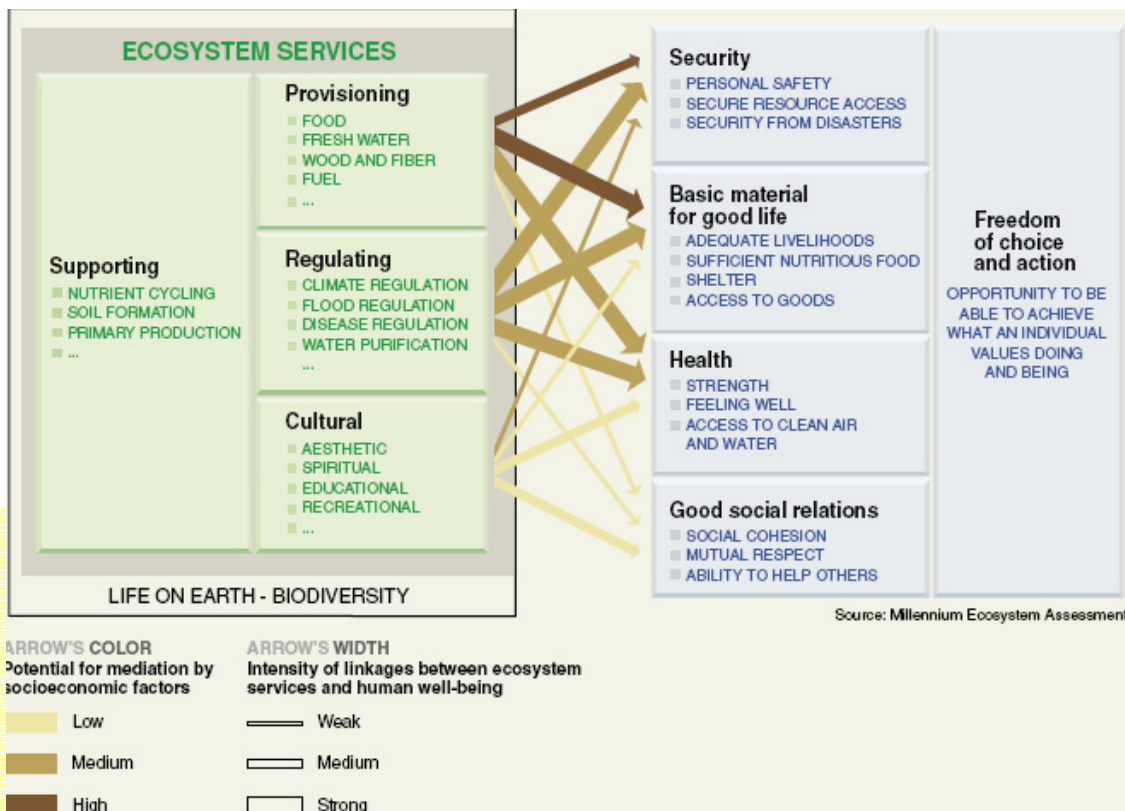 ECOSYSTEM SERVICES
Supporting
NUTRIENT CYCLING
SOIL FORMATION
PRIMARY PRODUCTION
...
Provisioning
FOOD
FRESH WATER
WOOD AND FIBER
FUEL
...
Regulating
CLIMATE REGULATION
FLOOD REGULATION
DISEASE REGULATION
WATER PURIFICATION
...
Cultural
AESTHETIC
SPIRITUAL
EDUCATIONAL
RECREATIONAL
...
LIFE ON EARTH - BIODIVERSITY
Security
PERSONAL SAFETY
SECURE RESOURCE ACCESS
SECURITY FROM DISASTERS
Basic material
for good life
ADEQUATE LIVELIHOODS
SUFFICIENT NUTRITIOUS FOOD
SHELTER
ACCESS TO GOODS
Health
STRENGTH
FEELING WELL
ACCESS TO CLEAN AIR
AND WATER
Good social relations
SOCIAL COHESION
MUTUAL RESPECT
ABILITY TO HELP OTHERS
Freedom
of choice
and action
OPPORTUNITY TO BE
ABLE TO ACHIEVE
WHAT AN INDIVIDUAL
VALUES DOING
AND BEING
Source: Millennium Ecosystem Assessment
ARROW'S COLOR
Potential for mediation by
socioeconomic factors
Low
Medium
High
ARROW'S WIDTH
Intensity of linkages between ecosystem
services and human well-being
Weak
Medium
Strong